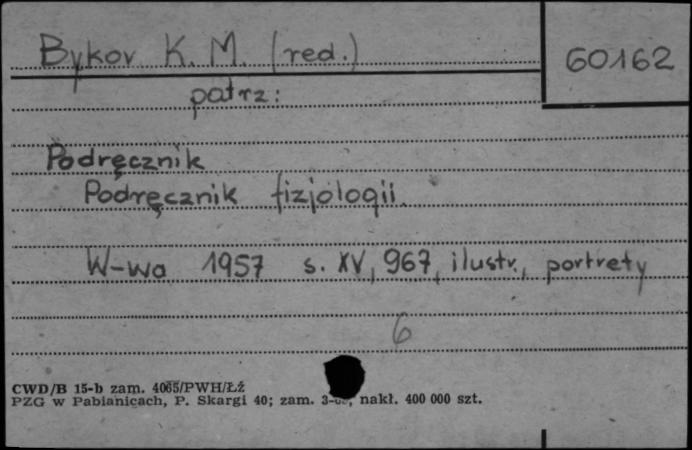 Bykov K. M. (red.)
60162
patrz:
Podręcznik
Podręcznik fizjologii.
W-wa 1957 s. XV, 967, ilustr., portrety
6
CWD/B 15-b zam. 4065/PWH/ŁŻ
PZG w Pabianicach, P. Skargi 40; zam. nakł. 400 000 szt.